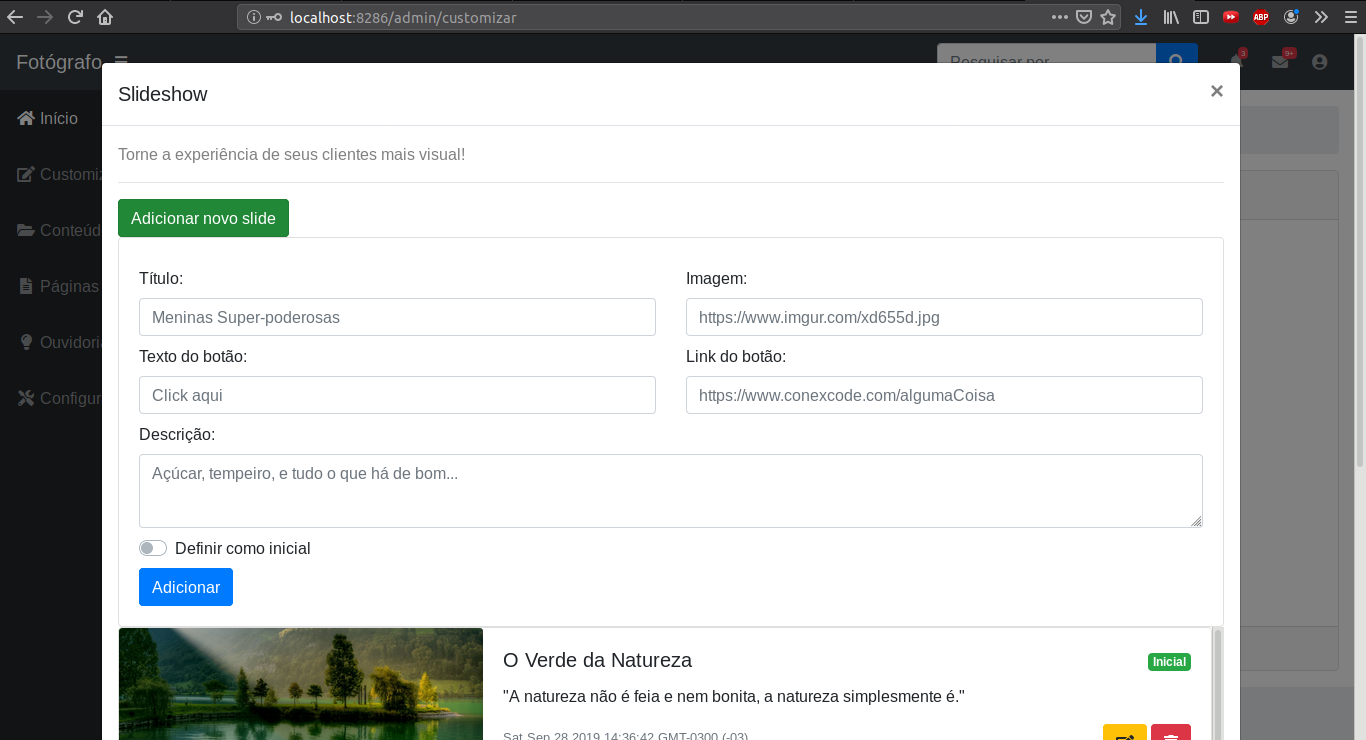 localhost:8286/admin/customizar
ABP
Fotógrafo
Pesquisar por
3
9+
Slideshow
×
Início
Torne a experiência de seus clientes mais visual!
Adicionar novo slide
Conteúd
Páginas
Ouvidoria
Configur
Título:
Imagem:
Meninas Super-poderosas
https://www.imgur.com/xd655d.jpg
Texto do botão:
Link do botão:
Click aqui
https://www.conexcode.com/algumaCoisa
Descrição:
Açúcar, tempeiro, e tudo o que há de bom...
Definir como inicial
Adicionar
O Verde da Natureza
Inicial
"A natureza não é feia e nem bonita, a natureza simplesmente é."
Sat Sep 28 2019 14:36:42 GMT-0300 (-03)